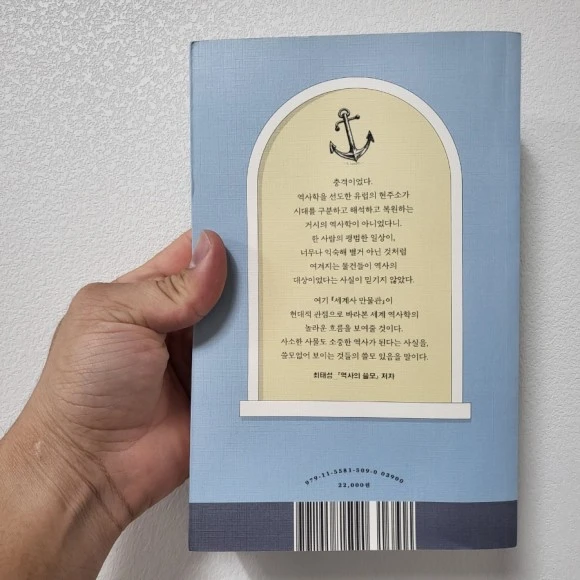 충격이었다.
역사학을 선도한 유럽의 현주소가
시대를 구분하고 해석하고 복원하는
거시의 역사학이 아니었다니.
한 사람의 평범한 일상이,
너무나 익숙해 별거 아닌 것처럼
여겨지는 물건들이 역사의
대상이었다는 사실이 믿기지 않았다.
여기 『세계사 만물관』이
현대적 관점으로 바라본 세계 역사학의
놀라운 흐름을 보여줄 것이다.
사소한 사물도 소중한 역사가 된다는 사실을,
쓸모없어 보이는 것들의 쓸모 있음을 말이다.
최태성 『역사의 쓸모』 저자
979-11-5581-509-0 03900
22,000원